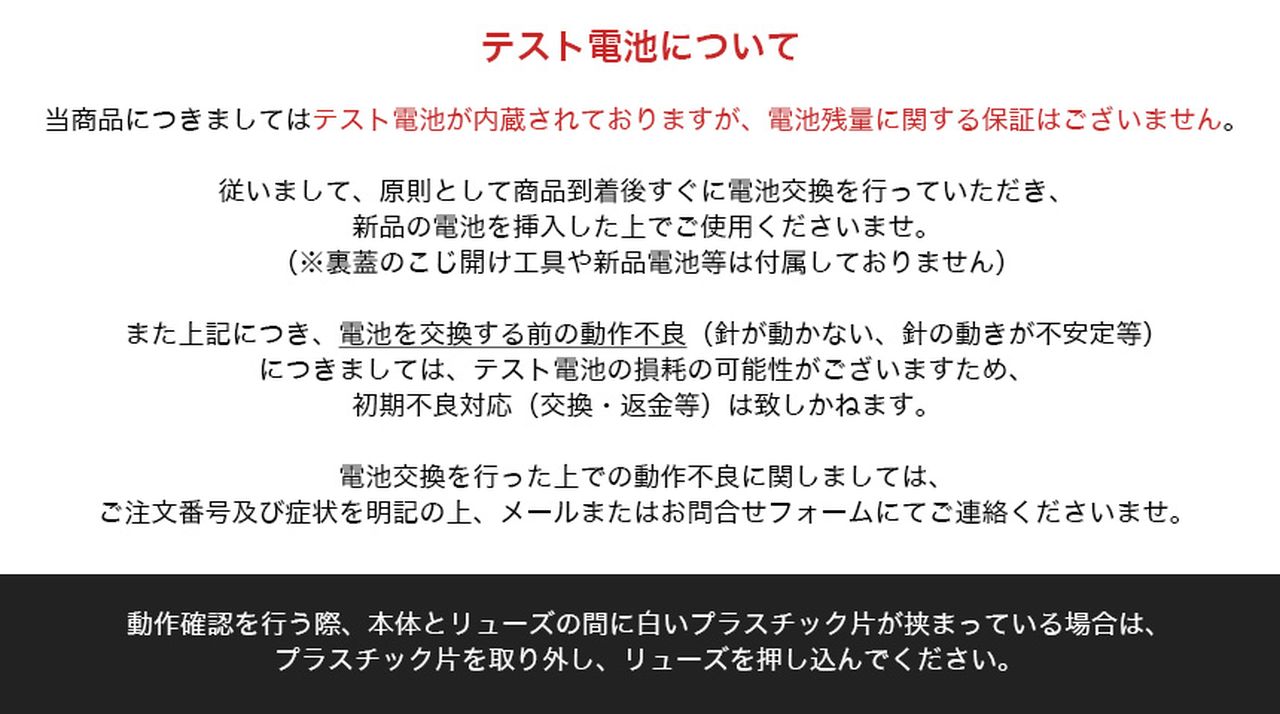 テスト電池について
当商品につきましてはテスト電池が内蔵されておりますが、電池残量に関する保証はございません。
従いまして、原則として商品到着後すぐに電池交換を行っていただき、
新品の電池を挿入した上でご使用くださいませ。
（※裏蓋のこじ開け工具や新品電池等は付属しておりません）
また上記につき、電池を交換する前の動作不良（針が動かない、針の動きが不安定等）
につきましては、テスト電池の損耗の可能性がございますため、
初期不良対応（交換・返金等）は致しかねます。
電池交換を行った上での動作不良に関しましては、
ご注文番号及び症状を明記の上、メールまたはお問合せフォームにてご連絡くださいませ。
動作確認を行う際、本体とリューズの間に白いプラスチック片が挟まっている場合は、
プラスチック片を取り外し、リューズを押し込んでください。